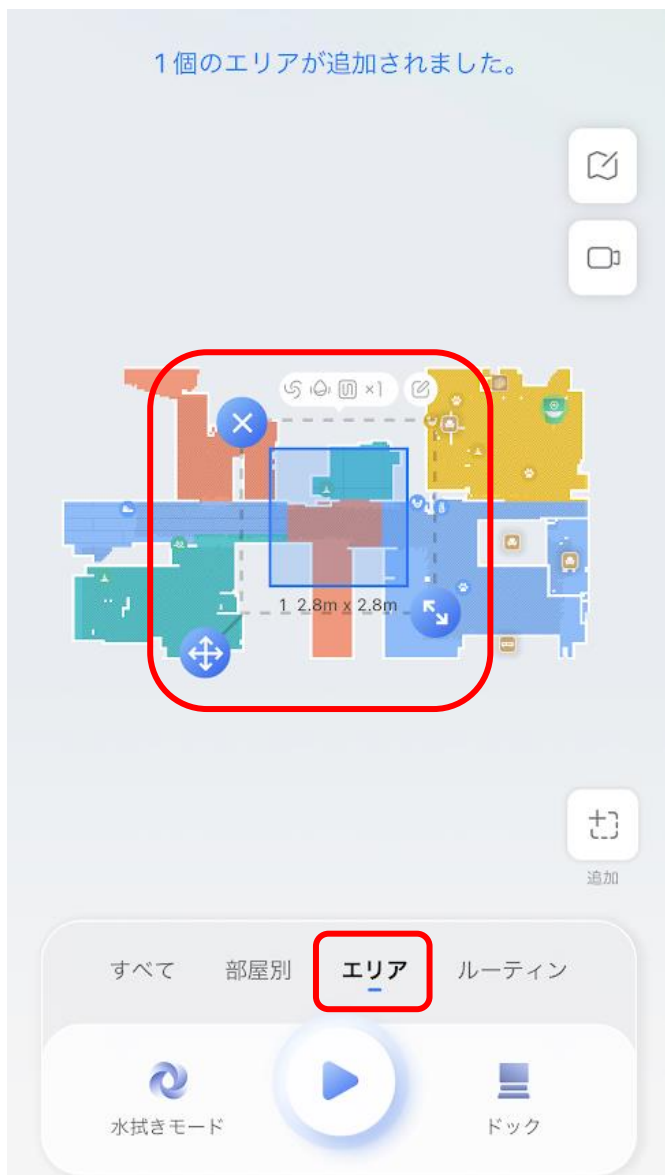 1個のエリアが追加されました。
×1
1 2.8m x 2.8m
追加
すべて 部屋別 エリア ルーティン
水拭きモード ドック